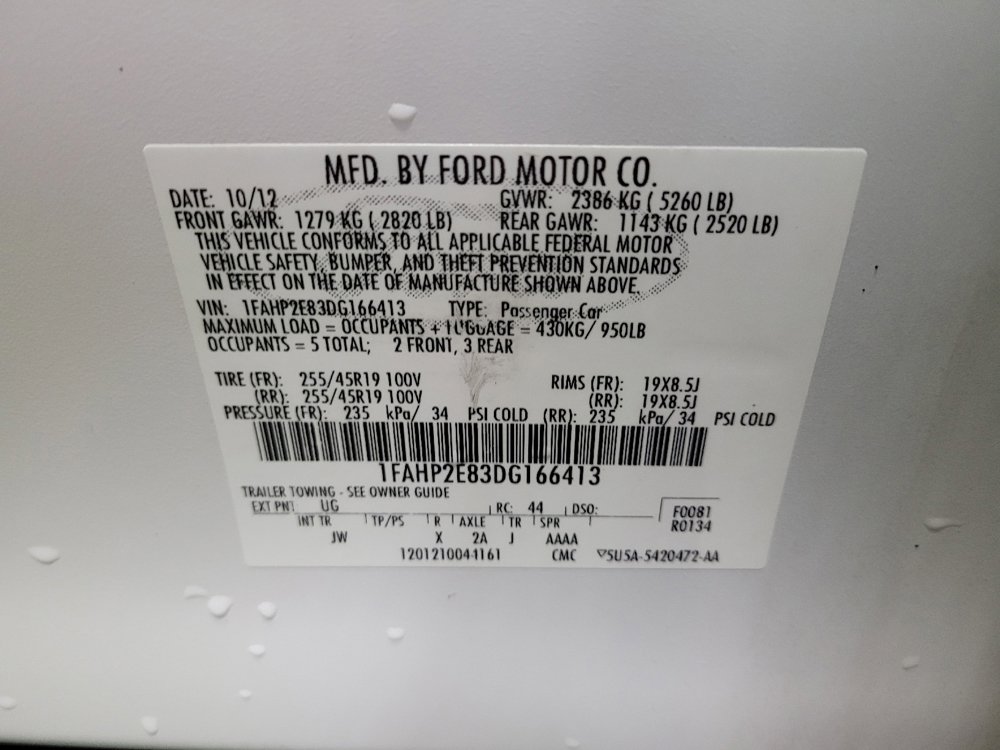 MFD. BY FORD MOTOR CO.
DATE: 10/12 GVWR: 2386 KG ( 5260 LB)
FRONT GAWR: 1279 KG ( 2820 LB) REAR GAWR: 1143 KG ( 2520 LB)
THIS VEHICLE CONFORMS TO ALL APPLICABLE FEDERAL MOTOR
VEHICLE SAFETY, BUMPER, AND THEFT PREVENTION STANDARDS
IN EFFECT ON THE DATE OF MANUFACTURE SHOWN ABOVE.
VIN: 1FAHP2E83DG166413 TYPE: Passenger Car
MAXIMUM LOAD = OCCUPANTS + LUGGAGE = 430KG/ 950LB
OCCUPANTS = 5 TOTAL; 2 FRONT, 3 REAR
TIRE (FR): 255/45R19 100V RIMS (FR): 19X8.5J
(RR): 255/45R19 100V (RR): 19X8.5J
PRESSURE (FR): 235 kPa/ 34 PSI COLD (RR): 235 kPa/ 34 PSI COLD
1FAHP2E83DG166413
TRAILER TOWING - SEE OWNER GUIDE
EXT PNT UG RC: 44 DSO: F0081
R0134
INT TR TP/PS R AXLE TR SPR
JW X 2A J AAAA
1201210044161 CMC ▽5U5A-5420472-AA